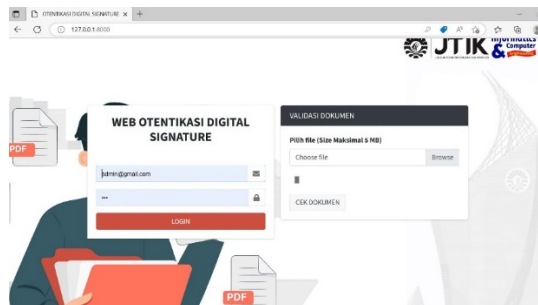 OTENTIKASI DIGITAL SIGNATURE
127.0.0.1:8000
JTIK
Informatics
& Computer
WEB OTENTIKASI DIGITAL
SIGNATURE
admin@gmail.com
•••
LOGIN
VALIDASI DOKUMEN
Pilih file (Size Maksimal 5 MB)
Choose file
Browse
CEK DOKUMEN
PDF
PDF